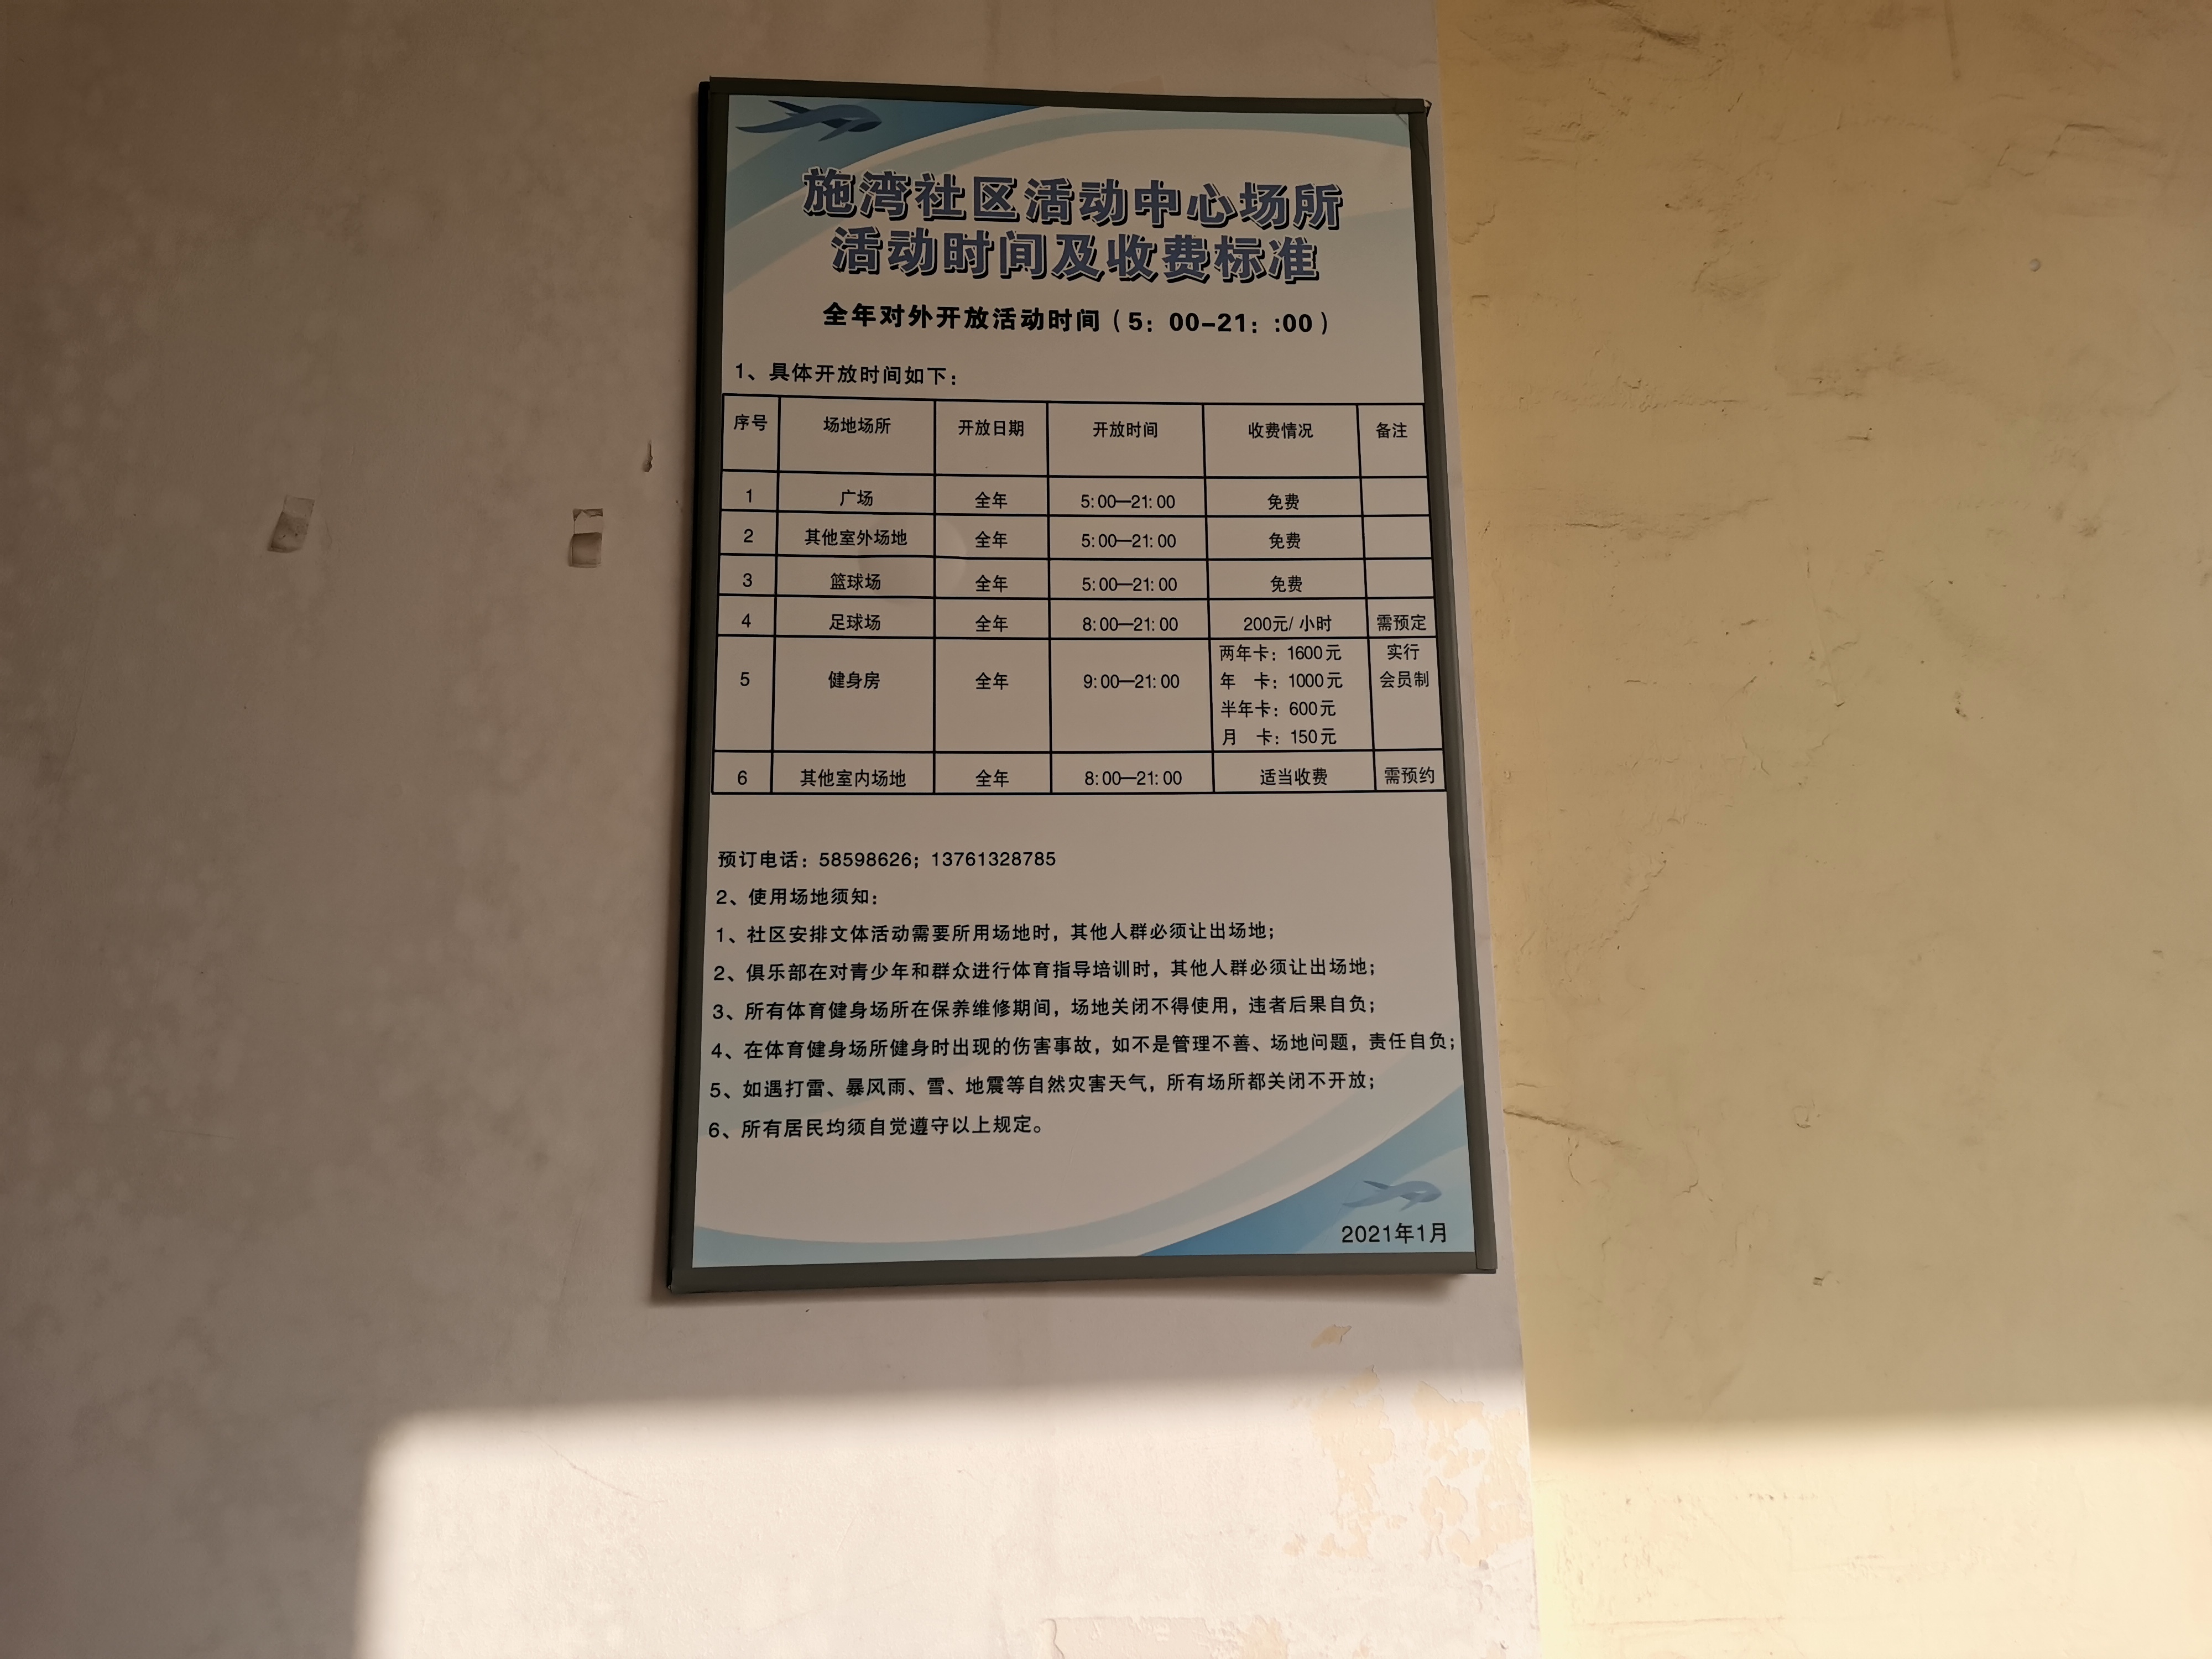 施湾社区活动中心场所
活动时间及收费标准
全年对外开放活动时间（5：00-21：:00）
1、具体开放时间如下：
序号 场地场所 开放日期 开放时间 收费情况 备注
1 广场 全年 5:00—21:00 免费
2 其他室外场地 全年 5:00—21:00 免费
3 篮球场 全年 5:00—21:00 免费
4 足球场 全年 8:00—21:00 200元/ 小时 需预定
5 健身房 全年 9:00—21:00 两年卡：1600元 实行
年 卡：1000元 会员制
半年卡：600元
月 卡：150元
6 其他室内场地 全年 8:00—21:00 适当收费 需预约
预订电话：58598626；13761328785
2、使用场地须知：
1、社区安排文体活动需要所用场地时，其他人群必须让出场地；
2、俱乐部在对青少年和群众进行体育指导培训时，其他人群必须让出场地；
3、所有体育健身场所在保养维修期间，场地关闭不得使用，违者后果自负；
4、在体育健身场所健身时出现的伤害事故，如不是管理不善、场地问题，责任自负；
5、如遇打雷、暴风雨、雪、地震等自然灾害天气，所有场所都关闭不开放；
6、所有居民均须自觉遵守以上规定。
2021年1月